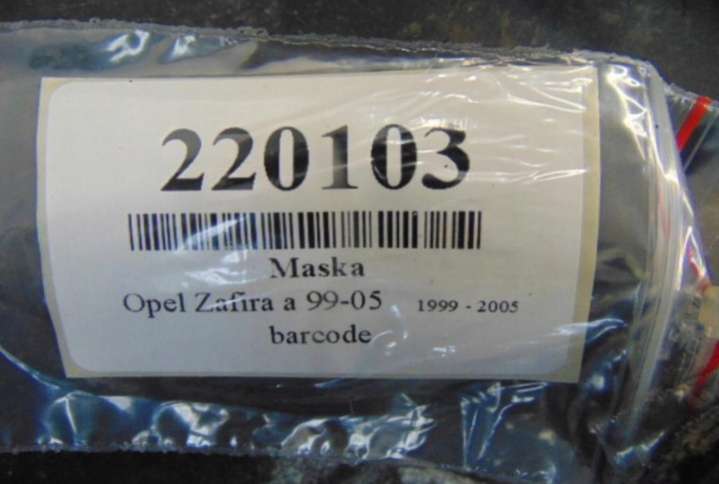 220103
Maska
Opel Zafira a 99-05 1999 - 2005
barcode